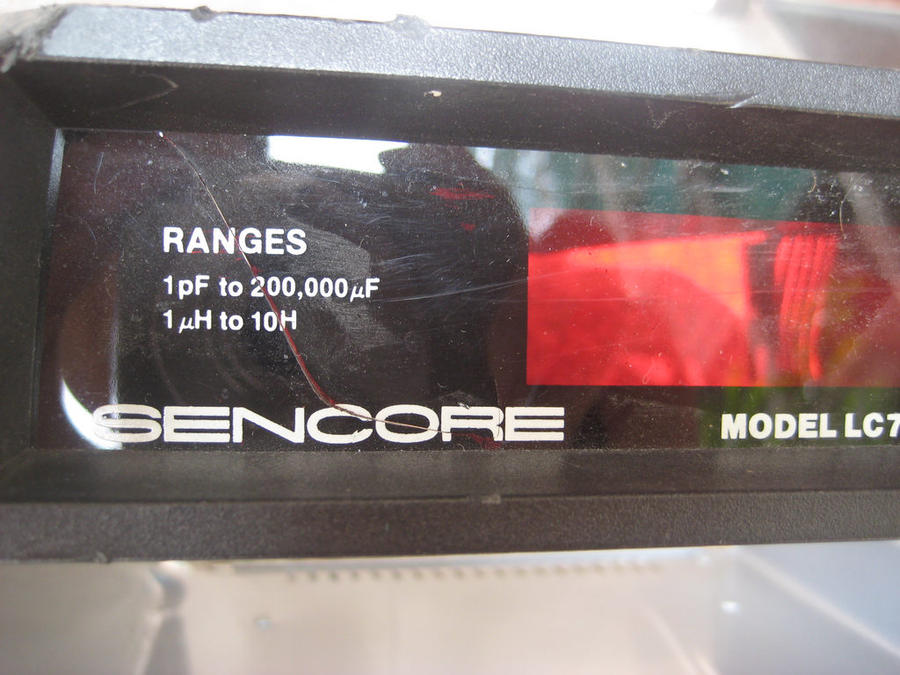 RANGES
1pF to 200,000µF
1µH to 10H
SENCORE
MODEL LC7